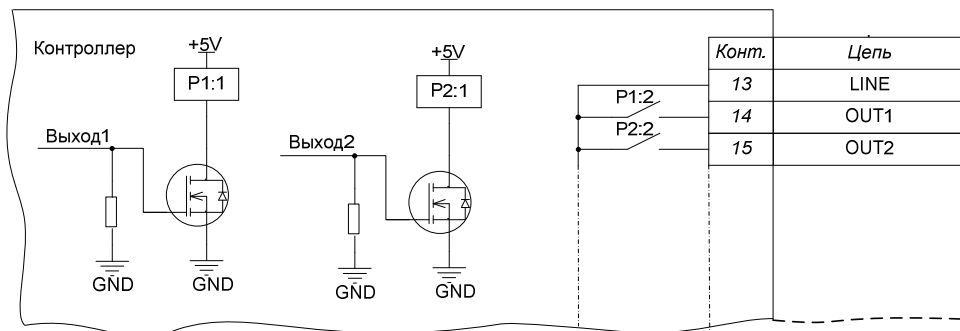 Контроллер
+5V
P1:1
Выход1
GND
+5V
P2:1
Выход2
GND
GND
GND
P1:2
P2:2
Конт. Цепь
13 LINE
14 OUT1
15 OUT2